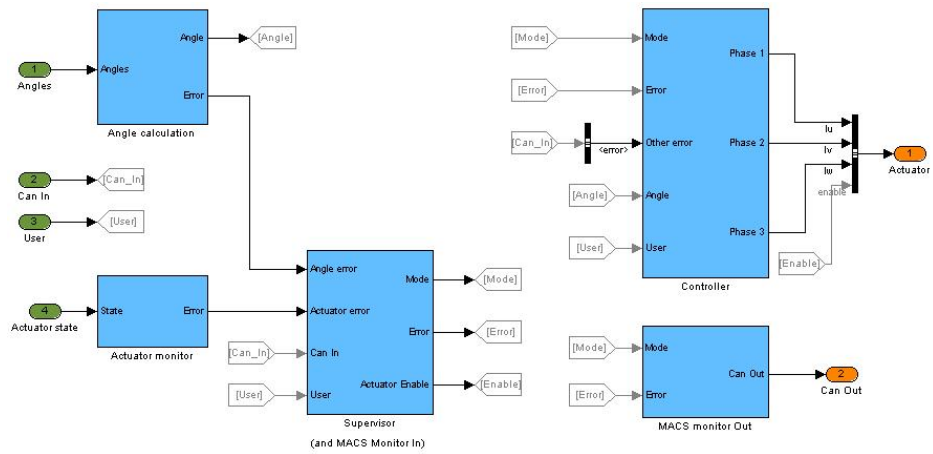 1
Angles
Angles
Angle
Error
Angle calculation
[Angle]
2
Can In
[Can_In]
3
User
[User]
4
Actuator state
State
Error
Actuator monitor
Angle error
Actuator error
Can In
User
Mode
Error
Actuator Enable
Supervisor
(and MACS Monitor In)
[Can_In]
[User]
[Mode]
[Error]
[Enable]
[Mode]
[Error]
[Can_In]
<error>
[Angle]
[User]
Mode
Error
Other error
Angle
User
Phase 1
Phase 2
Phase 3
Controller
Iu
Iv
Iw
enable
[Enable]
1
Actuator
[Mode]
[Error]
Mode
Error
Can Out
MACS monitor Out
2
Can Out